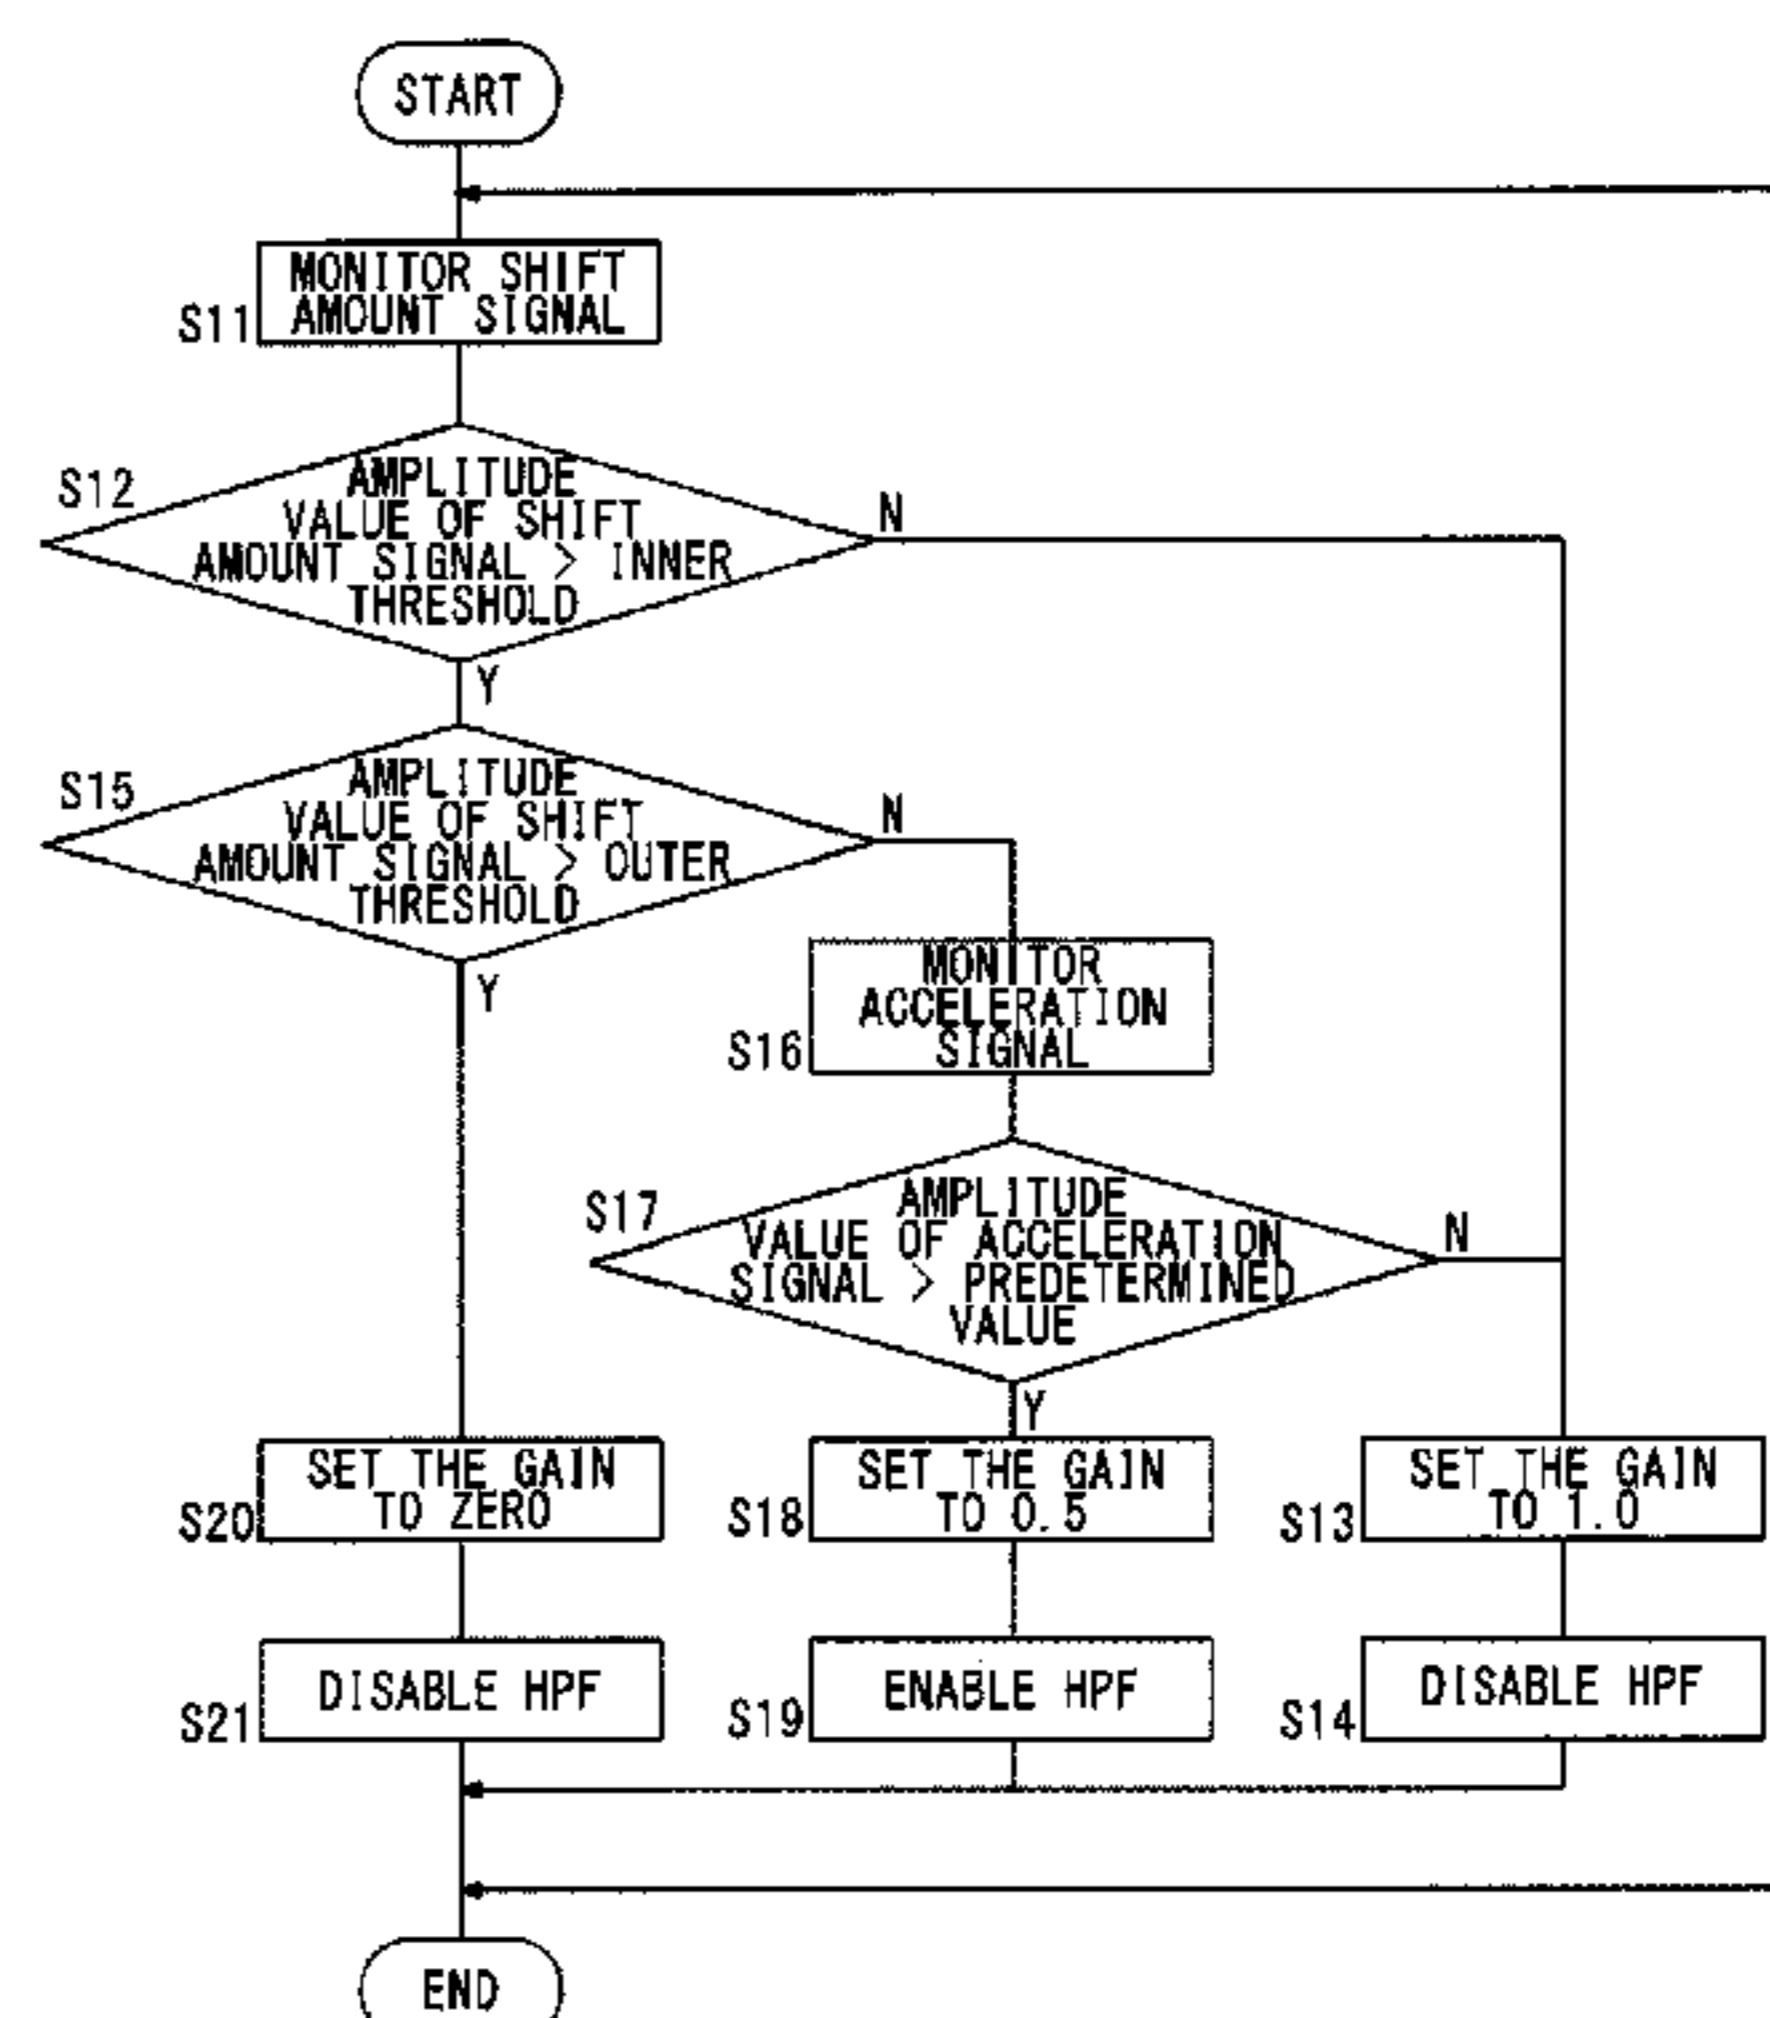 START
MONITOR SHIFT
AMOUNT SIGNAL
S11
S12
AMPLITUDE
VALUE OF SHIFT
AMOUNT SIGNAL > INNER
THRESHOLD
N
Y
S15
AMPLITUDE
VALUE OF SHIFT
AMOUNT SIGNAL > OUTER
THRESHOLD
N
Y
MONITOR
ACCELERATION
SIGNAL
S16
S17
AMPLITUDE
VALUE OF ACCELERATION
SIGNAL > PREDETERMINED
VALUE
N
Y
SET THE GAIN
TO ZERO
S20
SET THE GAIN
TO 0.5
S18
SET THE GAIN
TO 1.0
S13
DISABLE HPF
S21
ENABLE HPF
S19
DISABLE HPF
S14
END